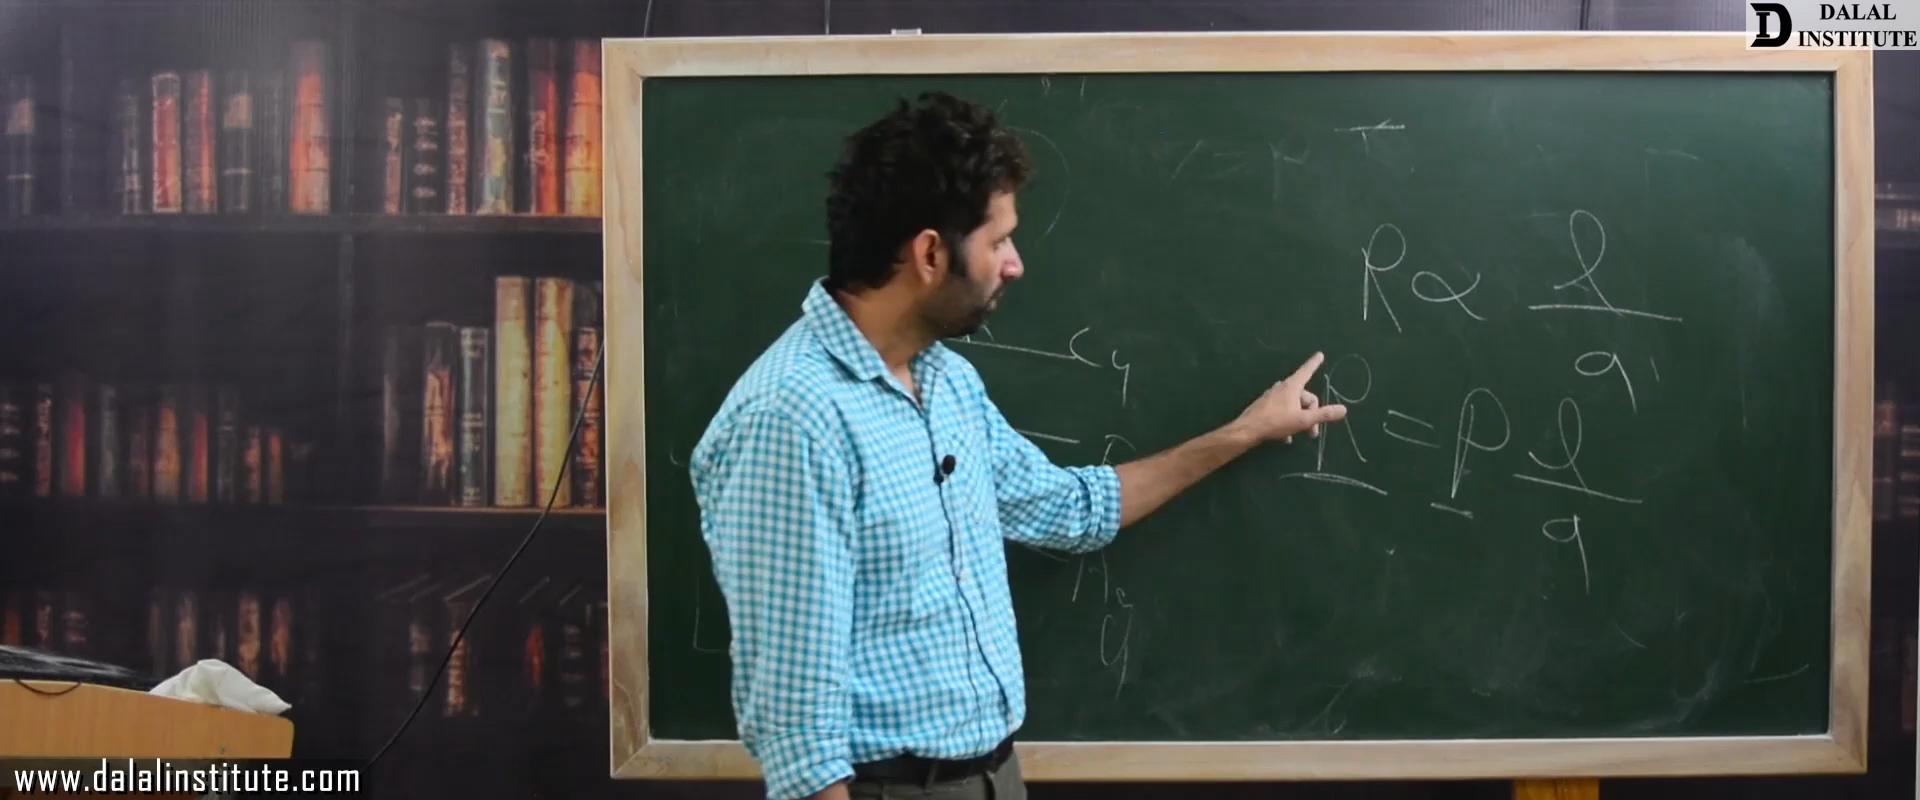 DALAL
INSTITUTE
R ∝ l/a
R = ρ l/a
www.dalalinstitute.com